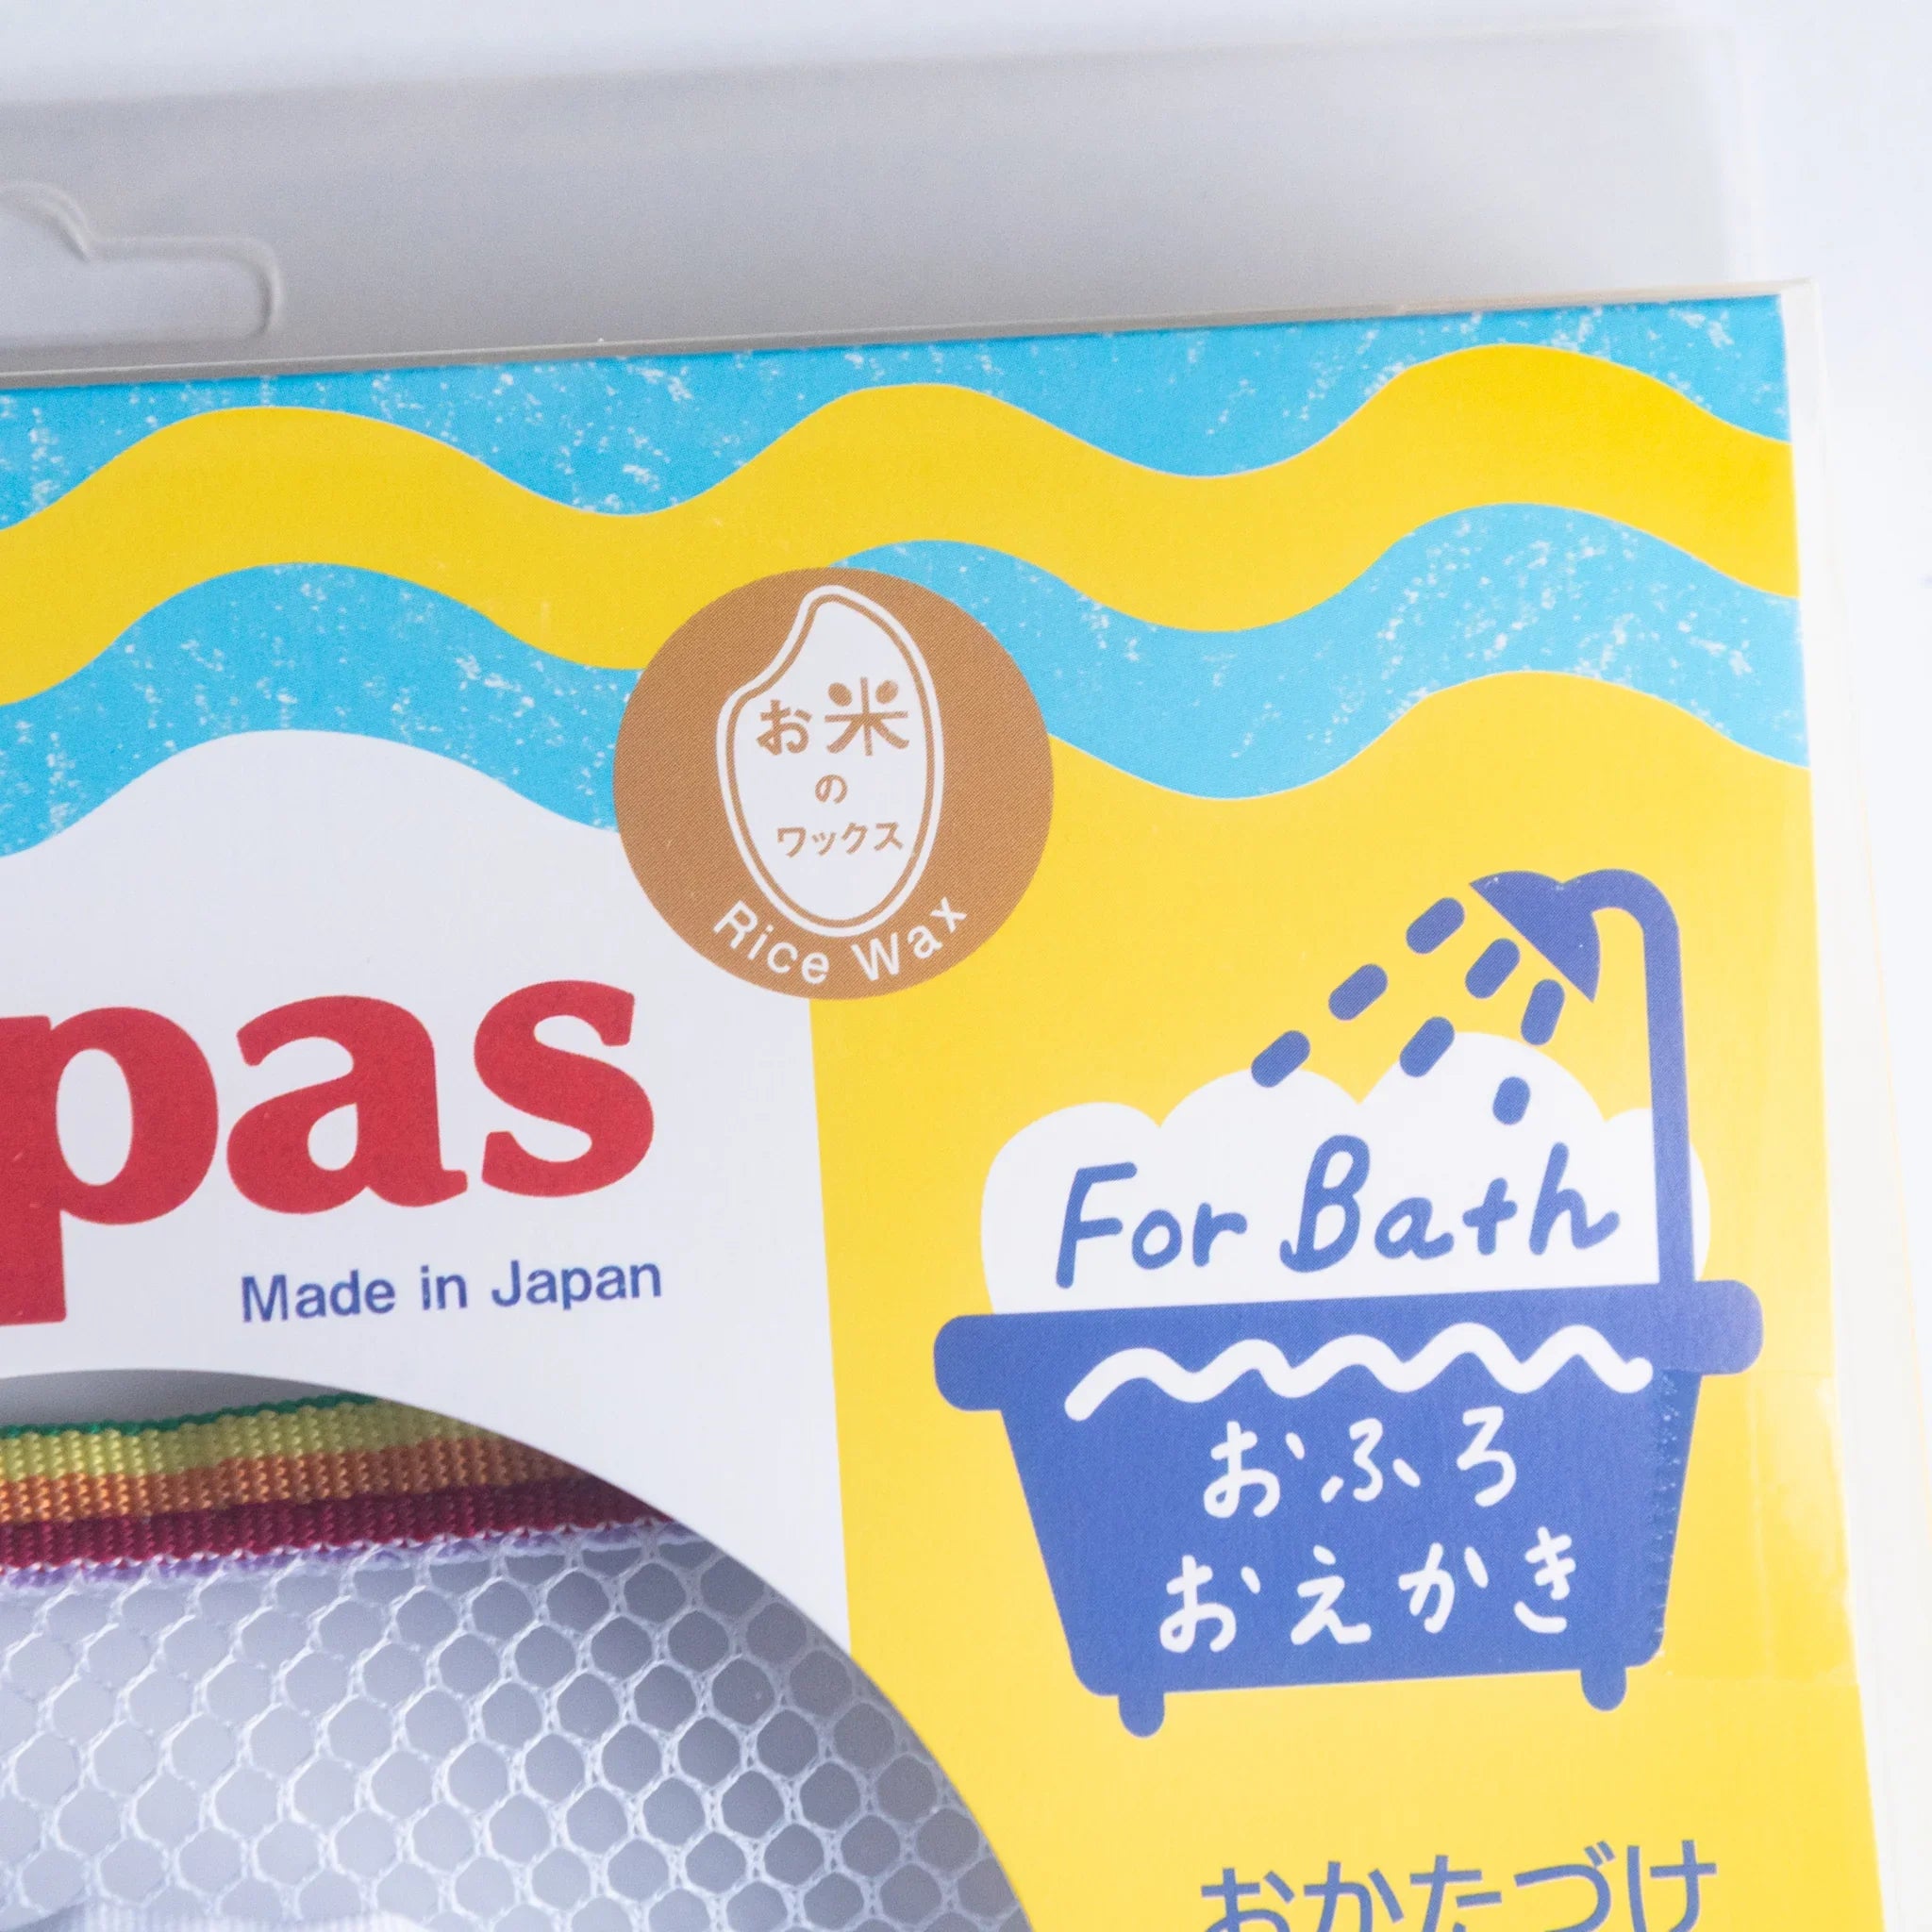 お米
の
ワックス
Rice Wax
pas
Made in Japan
For Bath
おふろ
おえかき
おかたづけ